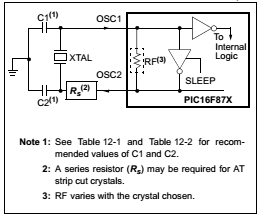 C1(1)
OSC1
To
Internal
Logic
XTAL
RF(3)
OSC2
SLEEP
Rs(2)
C2(1)
PIC16F87X
Note 1: See Table 12-1 and Table 12-2 for recom-
mended values of C1 and C2.
2: A series resistor (Rs) may be required for AT
strip cut crystals.
3: RF varies with the crystal chosen.